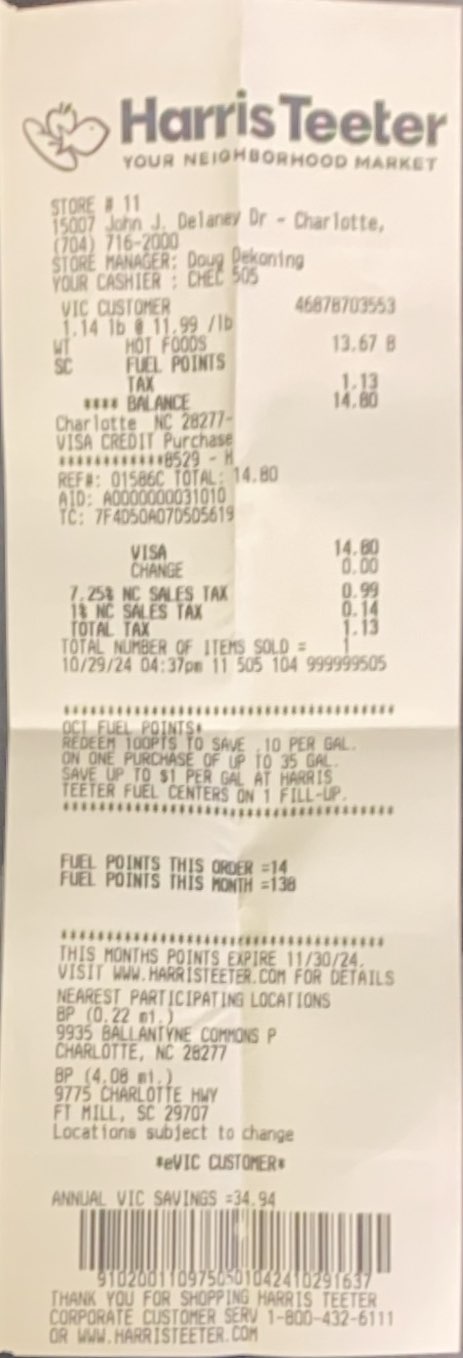 Harris Teeter
YOUR NEIGHBORHOOD MARKET
STORE # 11
15007 John J. Delaney Dr - Charlotte,
(704) 716-2000
STORE MANAGER: Doug Dekoning
YOUR CASHIER : CHEC 505
VIC CUSTOMER 46878703553
1.14 lb @ 11.99 /lb
WT HOT FOODS 13.67 B
SC FUEL POINTS
TAX 1.13
**** BALANCE 14.80
Charlotte NC 28277-
VISA CREDIT Purchase
************8529 - H
REF#: 01586C TOTAL: 14.80
AID: A0000000031010
TC: 7F4D50A070505619
VISA 14.80
CHANGE 0.00
7.25% NC SALES TAX 0.99
1% NC SALES TAX 0.14
TOTAL TAX 1.13
TOTAL NUMBER OF ITEMS SOLD = 1
10/29/24 04:37pm 11 505 104 999999505
OCT FUEL POINTS*
REDEEM 100PTS TO SAVE .10 PER GAL.
ON ONE PURCHASE OF UP TO 35 GAL.
SAVE UP TO $1 PER GAL AT HARRIS
TEETER FUEL CENTERS ON 1 FILL-UP.
FUEL POINTS THIS ORDER =14
FUEL POINTS THIS MONTH =138
THIS MONTHS POINTS EXPIRE 11/30/24.
VISIT WWW.HARRISTEETER.COM FOR DETAILS
NEAREST PARTICIPATING LOCATIONS
BP (0.22 mi.)
9935 BALLANTYNE COMMONS P
CHARLOTTE, NC 28277
BP (4.08 mi.)
9775 CHARLOTTE HWY
FT MILL, SC 29707
Locations subject to change
*eVIC CUSTOMER*
ANNUAL VIC SAVINGS =34.94
9102001109750501042410291637
THANK YOU FOR SHOPPING HARRIS TEETER
CORPORATE CUSTOMER SERV 1-800-432-6111
OR WWW.HARRISTEETER.COM